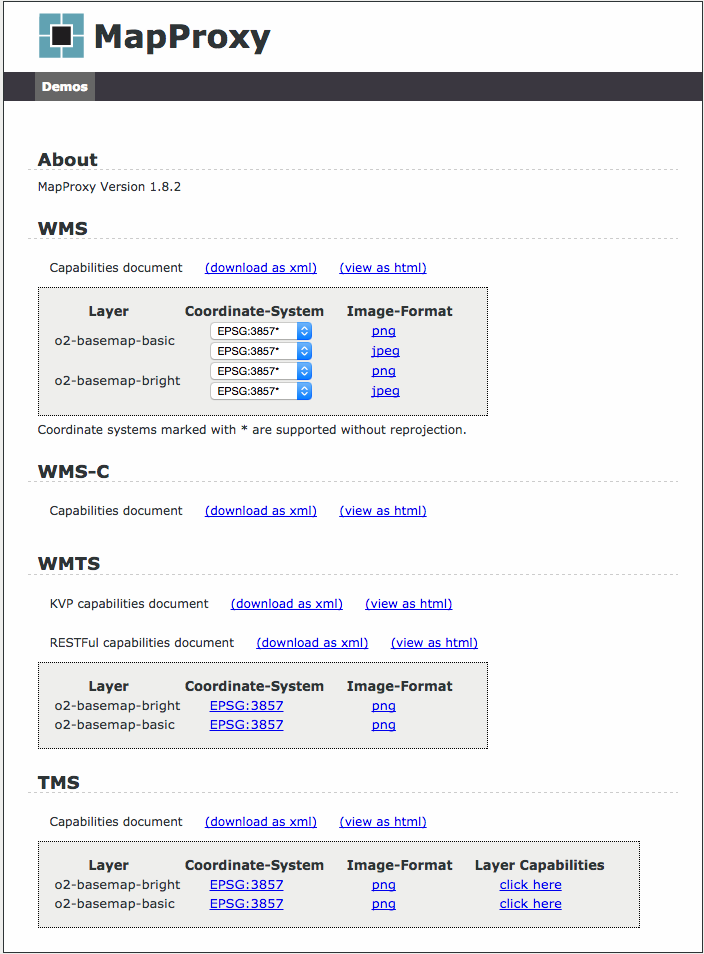 MapProxy
Demos
About
MapProxy Version 1.8.2
WMS
Capabilities document (download as xml) (view as html)
Layer Coordinate-System Image-Format
o2-basemap-basic EPSG:3857* png
EPSG:3857* jpeg
o2-basemap-bright EPSG:3857* png
EPSG:3857* jpeg
Coordinate systems marked with * are supported without reprojection.
WMS-C
Capabilities document (download as xml) (view as html)
WMTS
KVP capabilities document (download as xml) (view as html)
RESTFul capabilities document (download as xml) (view as html)
Layer Coordinate-System Image-Format
o2-basemap-bright EPSG:3857 png
o2-basemap-basic EPSG:3857 png
TMS
Capabilities document (download as xml) (view as html)
Layer Coordinate-System Image-Format Layer Capabilities
o2-basemap-bright EPSG:3857 png click here
o2-basemap-basic EPSG:3857 png click here